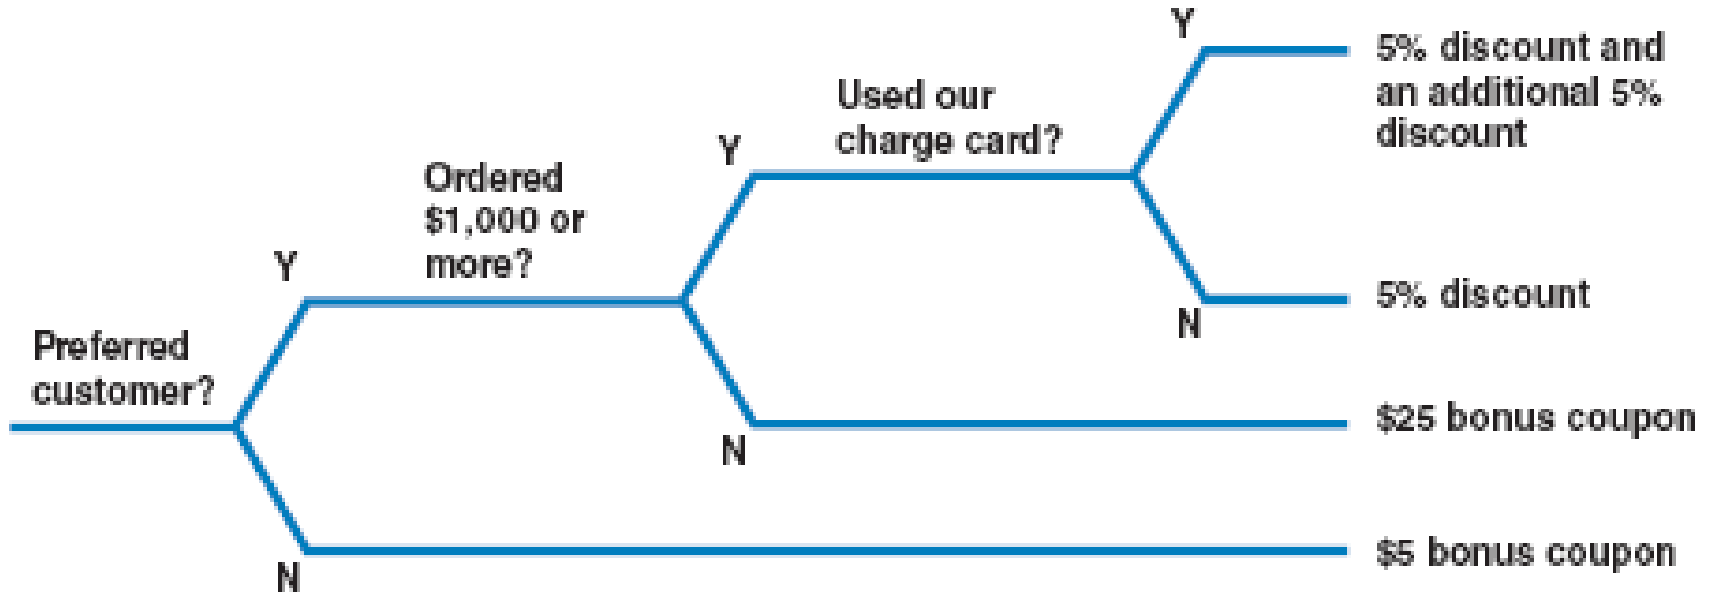 Preferred
customer?
Y
N
Ordered
$1,000 or
more?
Y
N
Used our
charge card?
Y
N
5% discount and
an additional 5%
discount
5% discount
$25 bonus coupon
$5 bonus coupon